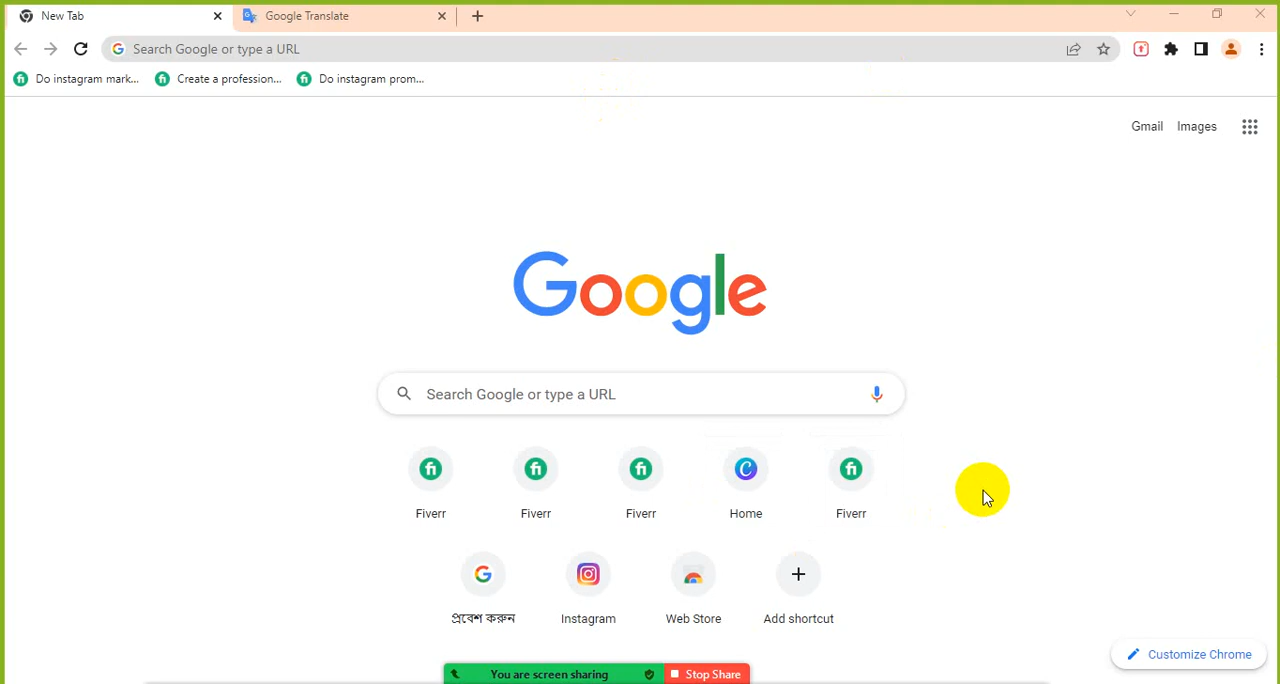 New Tab
Google Translate
Search Google or type a URL
Do instagram mark...
Create a profession...
Do instagram prom...
Gmail
Images
Google
Search Google or type a URL
Fiverr
Fiverr
Fiverr
Home
Fiverr
প্রবেশ করুন
Instagram
Web Store
Add shortcut
Customize Chrome
You are screen sharing
Stop Share